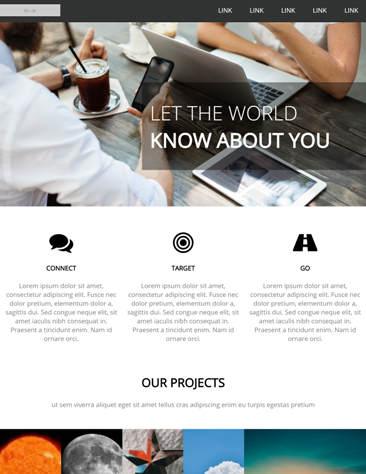 LINK LINK LINK LINK LINK
LET THE WORLD
KNOW ABOUT YOU
CONNECT
Lorem ipsum dolor sit amet,
consectetur adipiscing elit. Fusce nec
dolor pretium, elementum dolor a,
sagittis dui. Sed congue neque elit, sit
amet iaculis nibh consequat in.
Praesent a tincidunt enim. Nam id
ornare orci.
TARGET
Lorem ipsum dolor sit amet,
consectetur adipiscing elit. Fusce nec
dolor pretium, elementum dolor a,
sagittis dui. Sed congue neque elit, sit
amet iaculis nibh consequat in.
Praesent a tincidunt enim. Nam id
ornare orci.
GO
Lorem ipsum dolor sit amet,
consectetur adipiscing elit. Fusce nec
dolor pretium, elementum dolor a,
sagittis dui. Sed congue neque elit, sit
amet iaculis nibh consequat in.
Praesent a tincidunt enim. Nam id
ornare orci.
OUR PROJECTS
ut sem viverra aliquet eget sit amet tellus cras adipiscing enim eu turpis egestas pretium